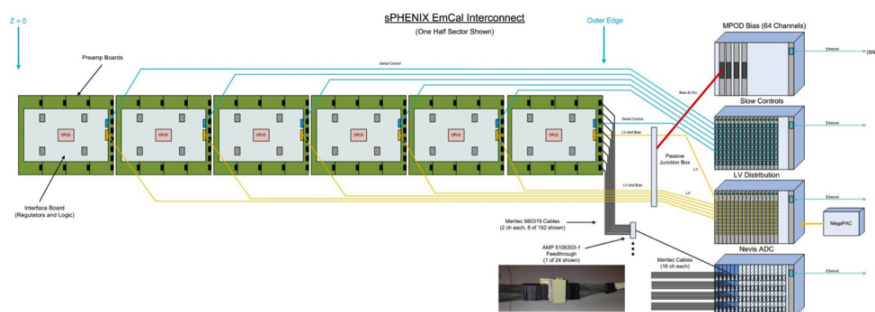 sPHENIX EmCal Interconnect
(One Half Sector Shown)
Z = 0
Outer Edge
MPOD Bias (64 Channels)
Preamp Boards
Serial Control
Bias At Ctrl
Ethernet
Slow Controls
CPLD
CPLD
CPLD
CPLD
CPLD
CPLD
Serial Control
LV and Bias
Ethernet
Passive
Junction Box
LV Distribution
LV
LV and Bias
LV
Interface Board
(Regulators and Logic)
Ethernet
MegaPAC
Meritec 980319 Cables
(2 ch each, 8 of 192 shown)
AMP 5106303-1
Feedthrough
(1 of 24 shown)
Nevis ADC
Meritec Cables
(16 ch each)
Ethernet